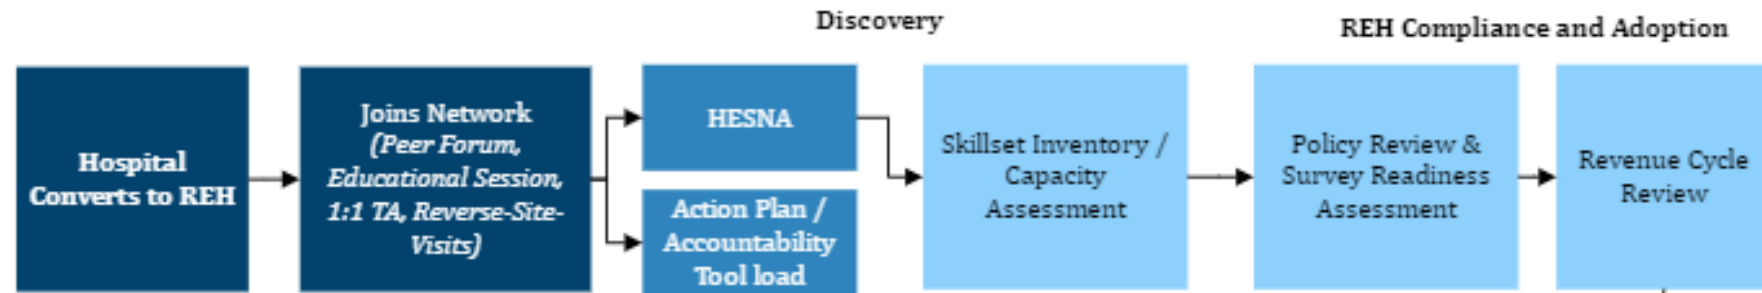 Discovery
REH Compliance and Adoption
Hospital
Converts to REH
Joins Network
(Peer Forum,
Educational Session,
1:1 TA, Reverse-Site-
Visits)
HESNA
Action Plan /
Accountability
Tool load
Skillset Inventory /
Capacity
Assessment
Policy Review &
Survey Readiness
Assessment
Revenue Cycle
Review